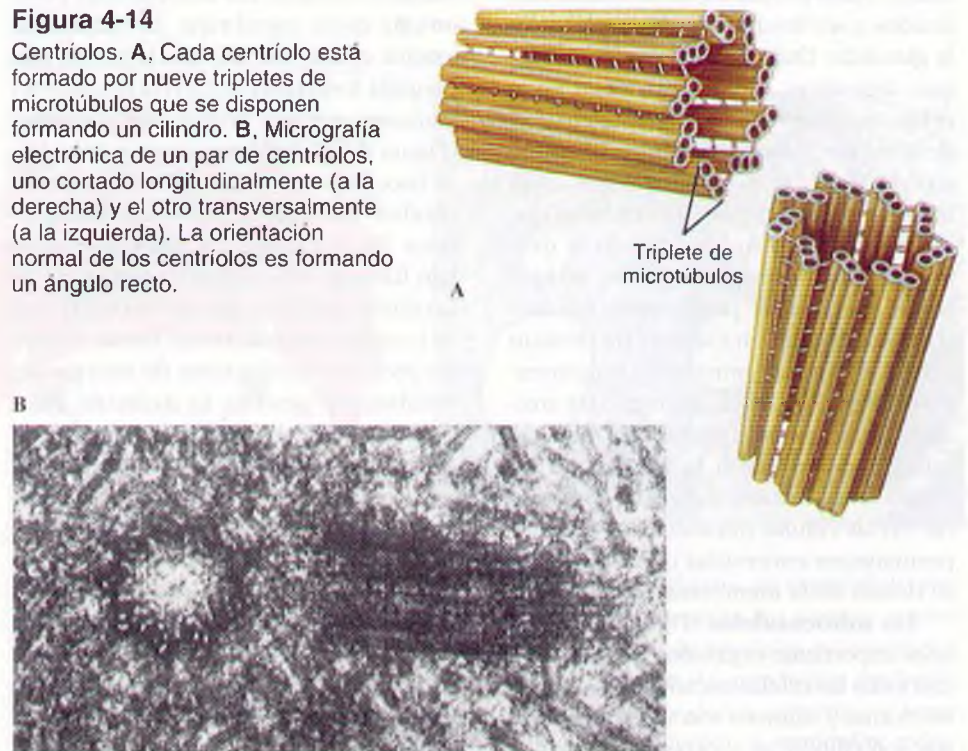 Figura 4-14
Centríolos. A, Cada centríolo está
formado por nueve tripletes de
microtúbulos que se disponen
formando un cilindro. B, Micrografía
electrónica de un par de centríolos,
uno cortado longitudinalmente (a la
derecha) y el otro transversalmente
(a la izquierda). La orientación
normal de los centríolos es formando
un ángulo recto.
Triplete de
microtúbulos
A
B